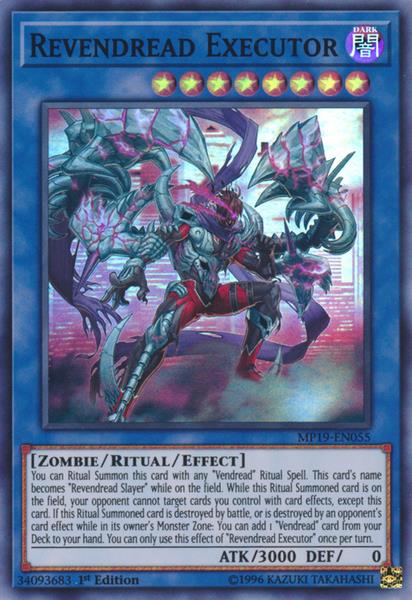 REVENDREAD EXECUTOR
DARK
闇
MP19-EN055
[ZOMBIE/RITUAL/EFFECT]
You can Ritual Summon this card with any "Vendread" Ritual Spell. This card's name
becomes "Revendread Slayer" while on the field. While this Ritual Summoned card is on
the field, your opponent cannot target cards you control with card effects, except this
card. If this Ritual Summoned card is destroyed by battle, or is destroyed by an opponent's
card effect while in its owner's Monster Zone: You can add 1 "Vendread" card from your
Deck to your hand. You can only use this effect of "Revendread Executor" once per turn.
ATK/3000 DEF/ 0
34093683 1st Edition ©1996 KAZUKI TAKAHASHI